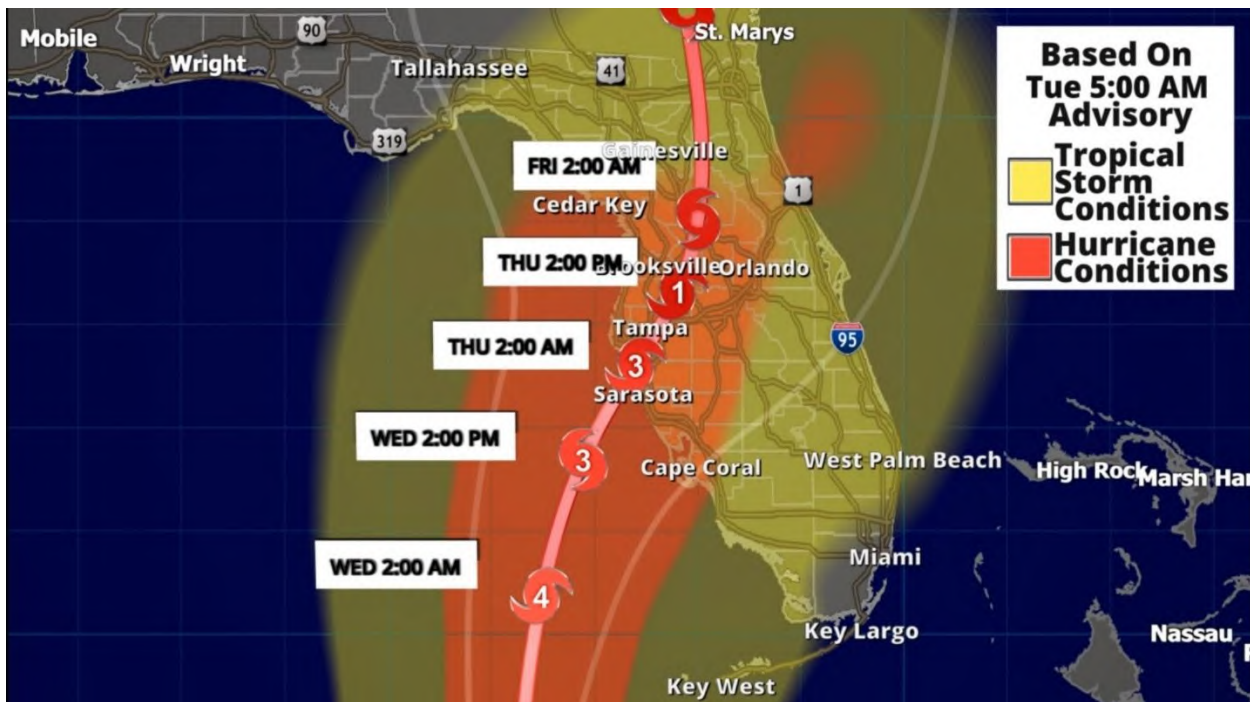 90
St. Marys
Mobile
Wright
Tallahassee
41
Based On
Tue 5:00 AM
Advisory
Tropical
Storm
Conditions
Hurricane
Conditions
319
Gainesville
FRI 2:00 AM
1
Cedar Key
THU 2:00 PM
Brooksville
Orlando
1
Tampa
95
THU 2:00 AM
3
Sarasota
WED 2:00 PM
3
Cape Coral
West Palm Beach
High Rock
Marsh Har
WED 2:00 AM
4
Miami
Key Largo
Nassau
Key West